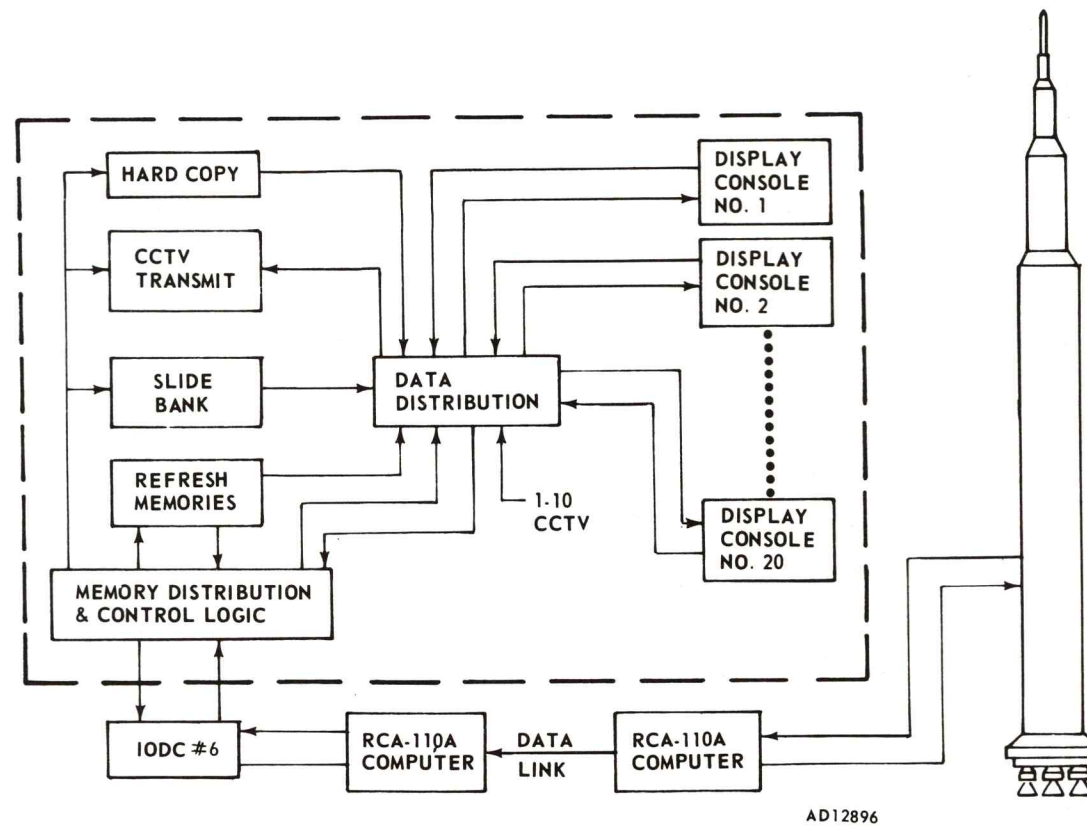 HARD COPY
CCTV
TRANSMIT
SLIDE
BANK
REFRESH
MEMORIES
MEMORY DISTRIBUTION
& CONTROL LOGIC
DATA
DISTRIBUTION
1-10
CCTV
DISPLAY
CONSOLE
NO. 1
DISPLAY
CONSOLE
NO. 2
DISPLAY
CONSOLE
NO. 20
IODC #6
RCA-110A
COMPUTER
DATA
LINK
RCA-110A
COMPUTER
AD12896